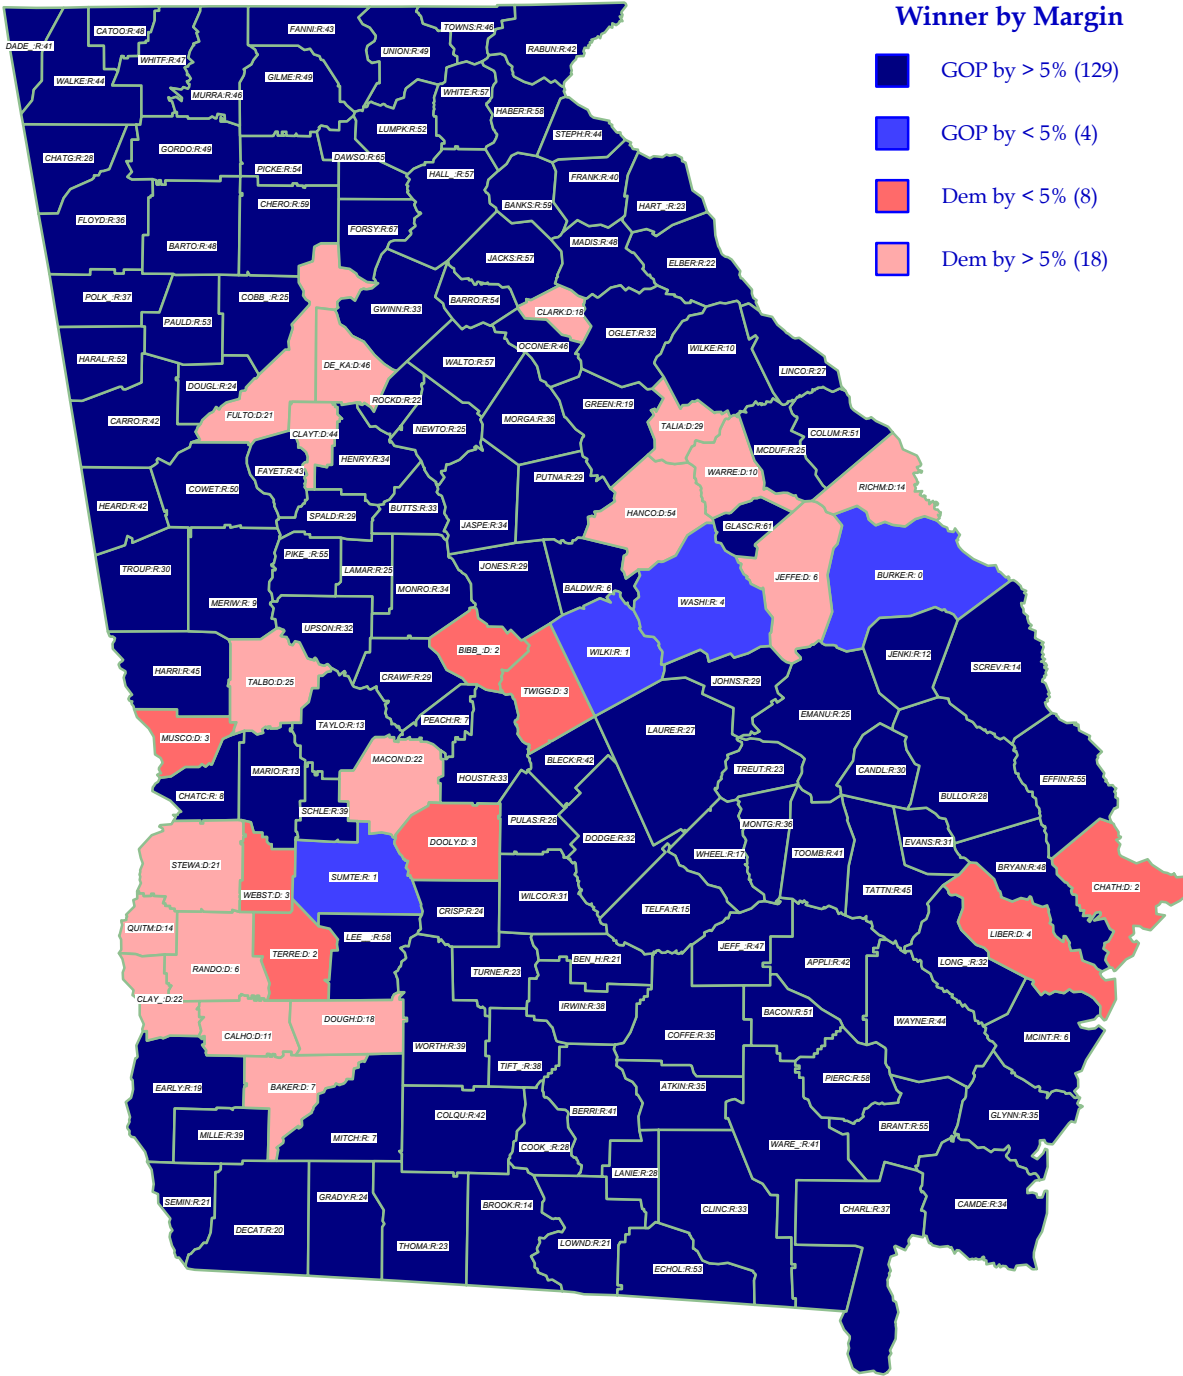 Winner by Margin
GOP by > 5% (129)
GOP by < 5% (4)
Dem by < 5% (8)
Dem by > 5% (18)
DADE_:R:41
CATOO:R:48
FANNI:R:43
TOWNS:R:46
UNION:R:49
RABUN:R:42
WHITF:R:47
WALKE:R:44
GILME:R:49
MURRA:R:46
WHITE:R:57
HABER:R:58
LUMPK:R:52
STEPH:R:44
CHATG:R:28
GORDO:R:49
DAWSO:R:65
PICKE:R:54
HALL_:R:57
FRANK:R:40
CHERO:R:59
BANKS:R:59
HART_:R:23
FLOYD:R:36
FORSY:R:67
BARTO:R:48
MADIS:R:48
JACKS:R:57
ELBER:R:22
POLK_:R:37
COBB_:R:25
BARRO:R:54
GWINN:R:33
CLARK:D:18
PAULD:R:53
OGLET:R:32
OCONE:R:46
WILKE:R:10
HARAL:R:52
DE_KA:D:46
WALTO:R:57
LINCO:R:27
DOUGL:R:24
ROCKD:R:22
GREEN:R:19
CARRO:R:42
FULTO:D:21
MORGA:R:36
NEWTO:R:25
TALIA:D:29
CLAYT:D:44
COLUM:R:51
MCDUF:R:25
HENRY:R:34
FAYET:R:43
WARRE:D:10
PUTNA:R:29
COWET:R:50
RICHM:D:14
HEARD:R:42
BUTTS:R:33
HANCO:D:54
SPALD:R:29
JASPE:R:34
GLASC:R:61
PIKE_:R:55
JONES:R:29
TROUP:R:30
LAMAR:R:25
JEFFE:D: 6
BURKE:R: 0
MONRO:R:34
BALDW:R: 6
MERIW:R: 9
WASHI:R: 4
UPSON:R:32
BIBB_:D: 2
WILKI:R: 1
JENKI:R:12
HARRI:R:45
SCREV:R:14
CRAWF:R:29
TALBO:D:25
JOHNS:R:29
TWIGG:D: 3
EMANU:R:25
PEACH:R: 7
TAYLO:R:13
LAURE:R:27
MUSCO:D: 3
MACON:D:22
BLECK:R:42
MARIO:R:13
TREUT:R:23
CANDL:R:30
HOUST:R:33
EFFIN:R:55
CHATC:R: 8
BULLO:R:28
SCHLE:R:39
PULAS:R:26
MONTG:R:36
DODGE:R:32
DOOLY:D: 3
EVANS:R:31
WHEEL:R:17
TOOMB:R:41
STEWA:D:21
BRYAN:R:48
SUMTE:R: 1
CHATH:D: 2
TATTN:R:45
WEBST:D: 3
WILCO:R:31
TELFA:R:15
CRISP:R:24
QUITM:D:14
LIBER:D: 4
LEE__:R:58
JEFF_:R:47
TERRE:D: 2
BEN_H:R:21
LONG_:R:32
APPLI:R:42
RANDO:D: 6
TURNE:R:23
CLAY_:D:22
IRWIN:R:38
BACON:R:51
DOUGH:D:18
WAYNE:R:44
CALHO:D:11
COFFE:R:35
MCINT:R: 6
WORTH:R:39
TIFT_:R:38
PIERC:R:58
EARLY:R:19
BAKER:D: 7
ATKIN:R:35
BERRI:R:41
COLQU:R:42
GLYNN:R:35
BRANT:R:55
MILLE:R:39
MITCH:R: 7
WARE_:R:41
COOK_:R:28
LANIE:R:28
GRADY:R:24
SEMIN:R:21
BROOK:R:14
CAMDE:R:34
CLINC:R:33
CHARL:R:37
DECAT:R:20
THOMA:R:23
LOWND:R:21
ECHOL:R:53